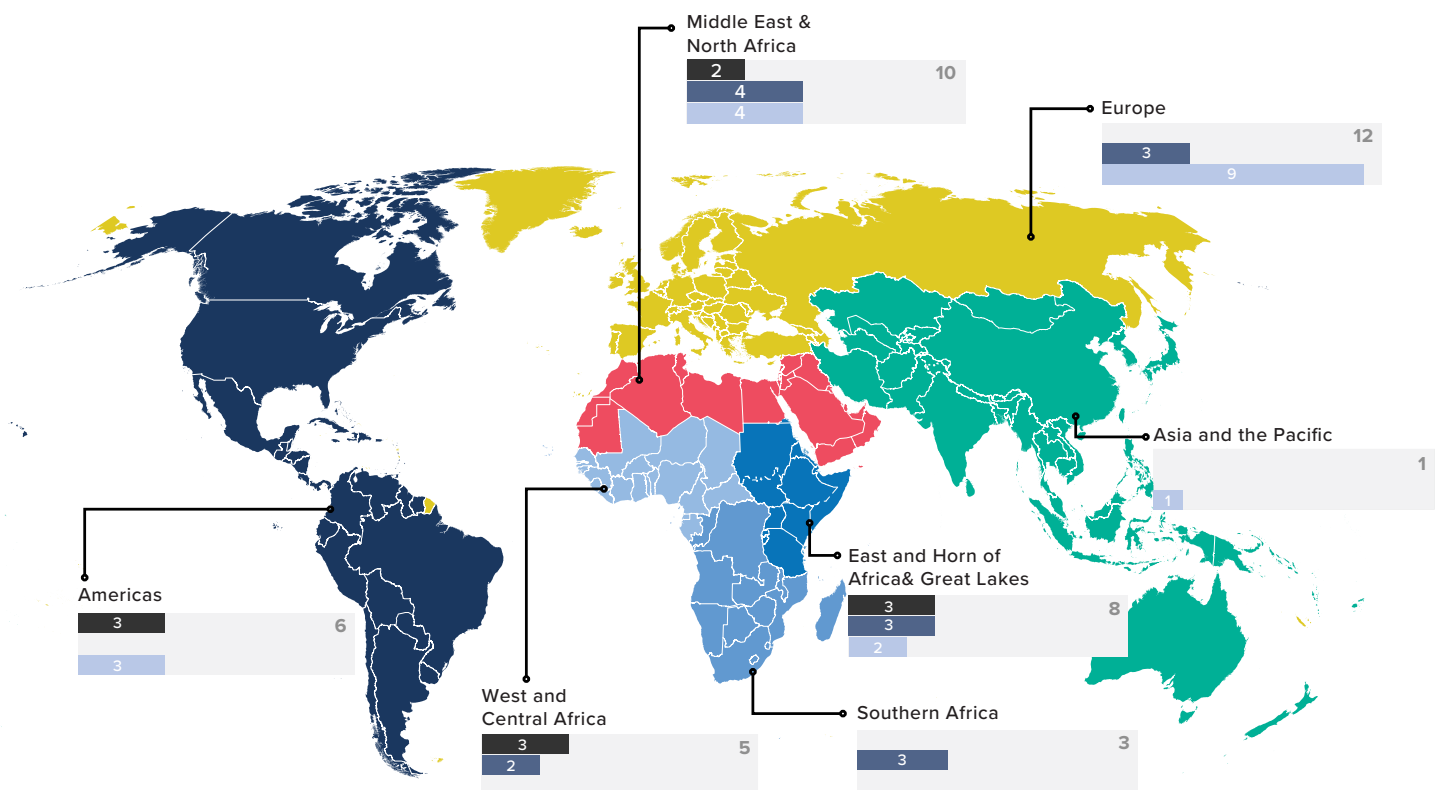 Middle East &
North Africa
2
10
4
4
Europe
12
3
9
Asia and the Pacific
1
1
East and Horn of
Africa& Great Lakes
3
8
3
2
Americas
3
6
3
West and
Central Africa
3
5
2
Southern Africa
3
3